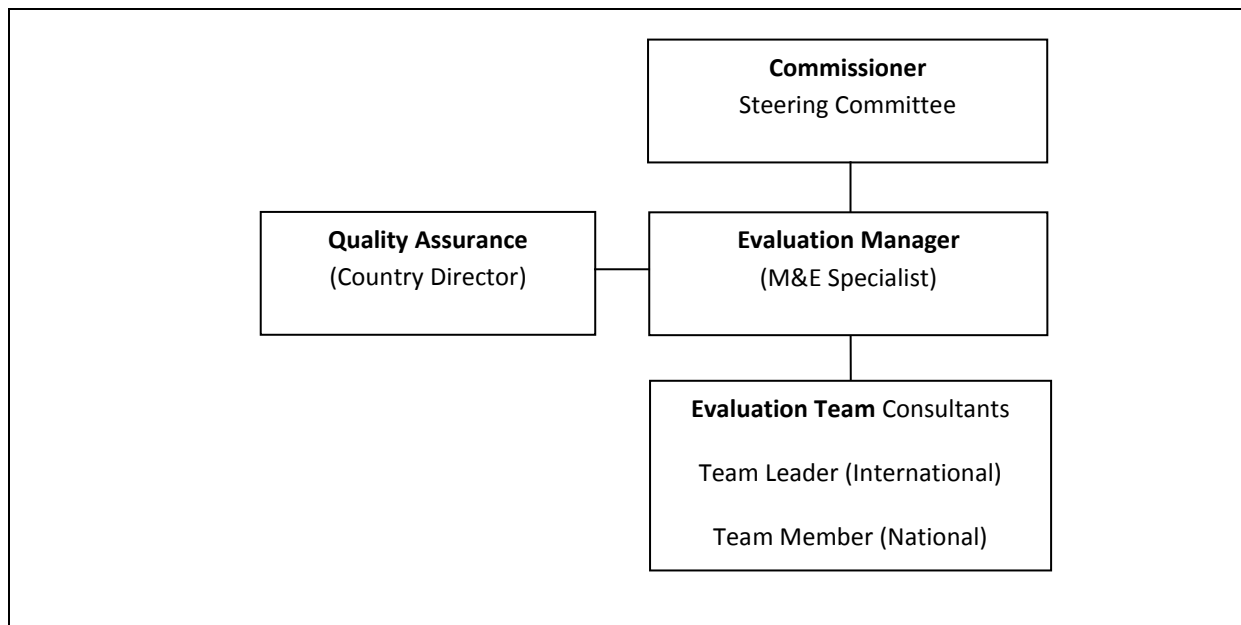 Commissioner
Steering Committee
Quality Assurance
(Country Director)
Evaluation Manager
(M&E Specialist)
Evaluation Team Consultants
Team Leader (International)
Team Member (National)